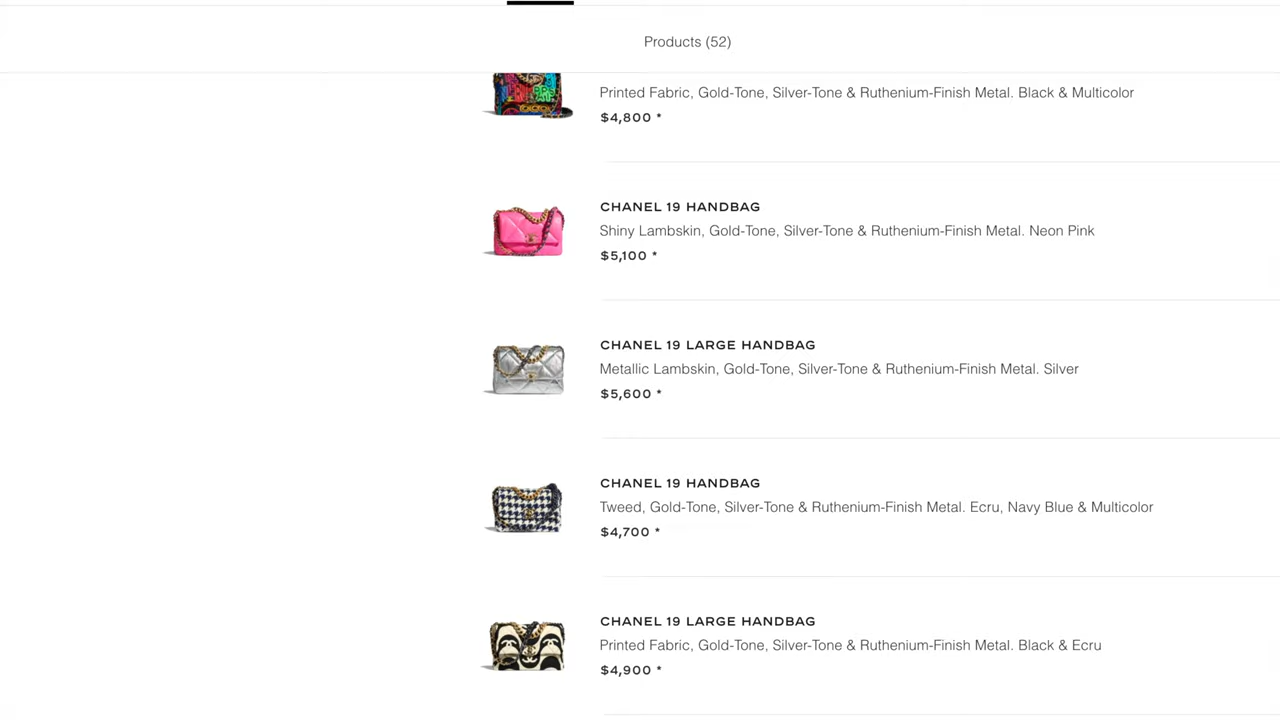 Products (52)
Printed Fabric, Gold-Tone, Silver-Tone & Ruthenium-Finish Metal. Black & Multicolor
$4,800 *
CHANEL 19 HANDBAG
Shiny Lambskin, Gold-Tone, Silver-Tone & Ruthenium-Finish Metal. Neon Pink
$5,100 *
CHANEL 19 LARGE HANDBAG
Metallic Lambskin, Gold-Tone, Silver-Tone & Ruthenium-Finish Metal. Silver
$5,600 *
CHANEL 19 HANDBAG
Tweed, Gold-Tone, Silver-Tone & Ruthenium-Finish Metal. Ecru, Navy Blue & Multicolor
$4,700 *
CHANEL 19 LARGE HANDBAG
Printed Fabric, Gold-Tone, Silver-Tone & Ruthenium-Finish Metal. Black & Ecru
$4,900 *